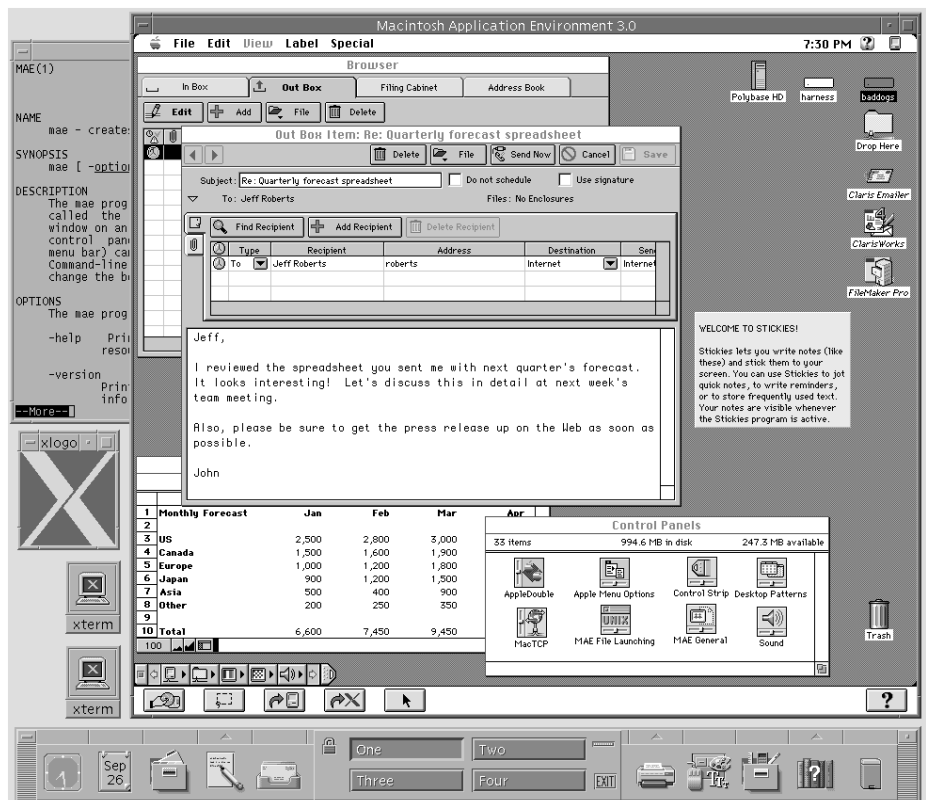 Macintosh Application Environment 3.0
File Edit View Label Special
7:30 PM
MAE(1)
NAME
mae - create
SYNOPSIS
mae [ -optio
DESCRIPTION
The mae prog
called the
window on an
control pan
menu bar) ca
Command-line
change the b
OPTIONS
The mae prog
-help Pri
reso
-version
Prin
info
--More--
Browser
In Box
Out Box
Filing Cabinet
Address Book
Edit
Add
File
Delete
Out Box Item: Re: Quarterly forecast spreadsheet
Delete
File
Send Now
Cancel
Save
Subject: Re: Quarterly forecast spreadsheet
Do not schedule
Use signature
To: Jeff Roberts
Files: No Enclosures
Find Recipient
Add Recipient
Delete Recipient
Type Recipient Address Destination Send
To Jeff Roberts roberts Internet Internet
Jeff,
I reviewed the spreadsheet you sent me with next quarter's forecast.
It looks interesting! Let's discuss this in detail at next week's
team meeting.
Also, please be sure to get the press release up on the Web as soon as
possible.
John
Polybase HD
harness
baddogs
Drop Here
Claris Emailer
ClarisWorks
FileMaker Pro
WELCOME TO STICKIES!
Stickies lets you write notes (like
these) and stick them to your
screen. You can use Stickies to jot
quick notes, to write reminders,
or to store frequently used text.
Your notes are visible whenever
the Stickies program is active.
xlogo
xterm
xterm
1 Monthly Forecast Jan Feb Mar Apr
2
3 US 2,500 2,800 3,000
4 Canada 1,500 1,600 1,900
5 Europe 1,000 1,200 1,800
6 Japan 900 1,200 1,500
7 Asia 500 400 900
8 Other 200 250 350
9
10 Total 6,600 7,450 9,450
100
Control Panels
33 items 994.6 MB in disk 247.3 MB available
AppleDouble
Apple Menu Options
Control Strip
Desktop Patterns
UNIX
MacTCP
MAE File Launching
MAE General
Sound
Trash
?
Sep
26
One
Two
Three
Four
EXIT